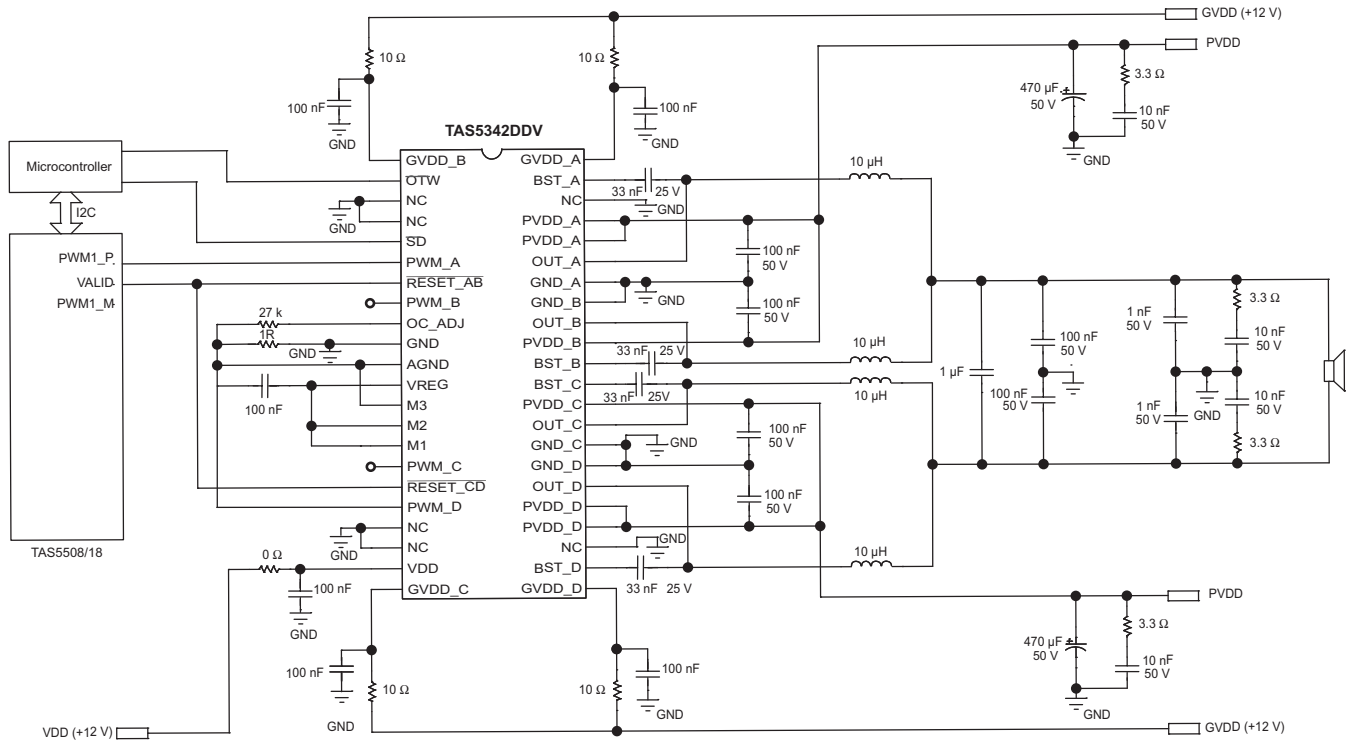 GVDD (+12 V)
PVDD
10 Ω
10 Ω
3.3 Ω
470 µF
50 V
10 nF
50 V
100 nF
GND
100 nF
GND
GND
TAS5342DDV
Microcontroller
I2C
PWM1_P
VALID
PWM1_M
TAS5508/18
GVDD_B
OTW
NC
NC
SD
PWM_A
RESET_AB
PWM_B
OC_ADJ
GND
AGND
VREG
M3
M2
M1
PWM_C
RESET_CD
PWM_D
NC
NC
VDD
GVDD_C
GVDD_A
BST_A
NC
PVDD_A
PVDD_A
OUT_A
GND_A
GND_B
OUT_B
PVDD_B
BST_B
BST_C
PVDD_C
OUT_C
GND_C
GND_D
OUT_D
PVDD_D
PVDD_D
NC
BST_D
GVDD_D
GND
27 k
1R
GND
100 nF
GND
0 Ω
100 nF
GND
33 nF 25 V
GND
100 nF
50 V
GND
100 nF
50 V
33 nF 25 V
33 nF 25V
100 nF
50 V
GND
100 nF
50 V
GND
33 nF 25 V
10 µH
10 µH
10 µH
10 µH
1 µF
100 nF
50 V
100 nF
50 V
1 nF
50 V
1 nF
50 V
GND
3.3 Ω
10 nF
50 V
10 nF
50 V
3.3 Ω
PVDD
470 µF
50 V
3.3 Ω
10 nF
50 V
GND
100 nF
10 Ω
GND
10 Ω
100 nF
GND
VDD (+12 V)
GVDD (+12 V)